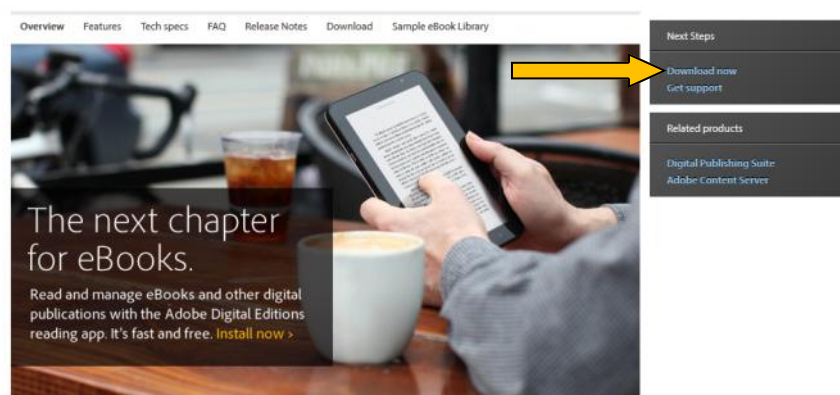 Overview Features Tech specs FAQ Release Notes Download Sample eBook Library
Next Steps
Download now
Get support
Related products
Digital Publishing Suite
Adobe Content Server
The next chapter
for eBooks.
Read and manage eBooks and other digital
publications with the Adobe Digital Editions
reading app. It's fast and free. Install now ›